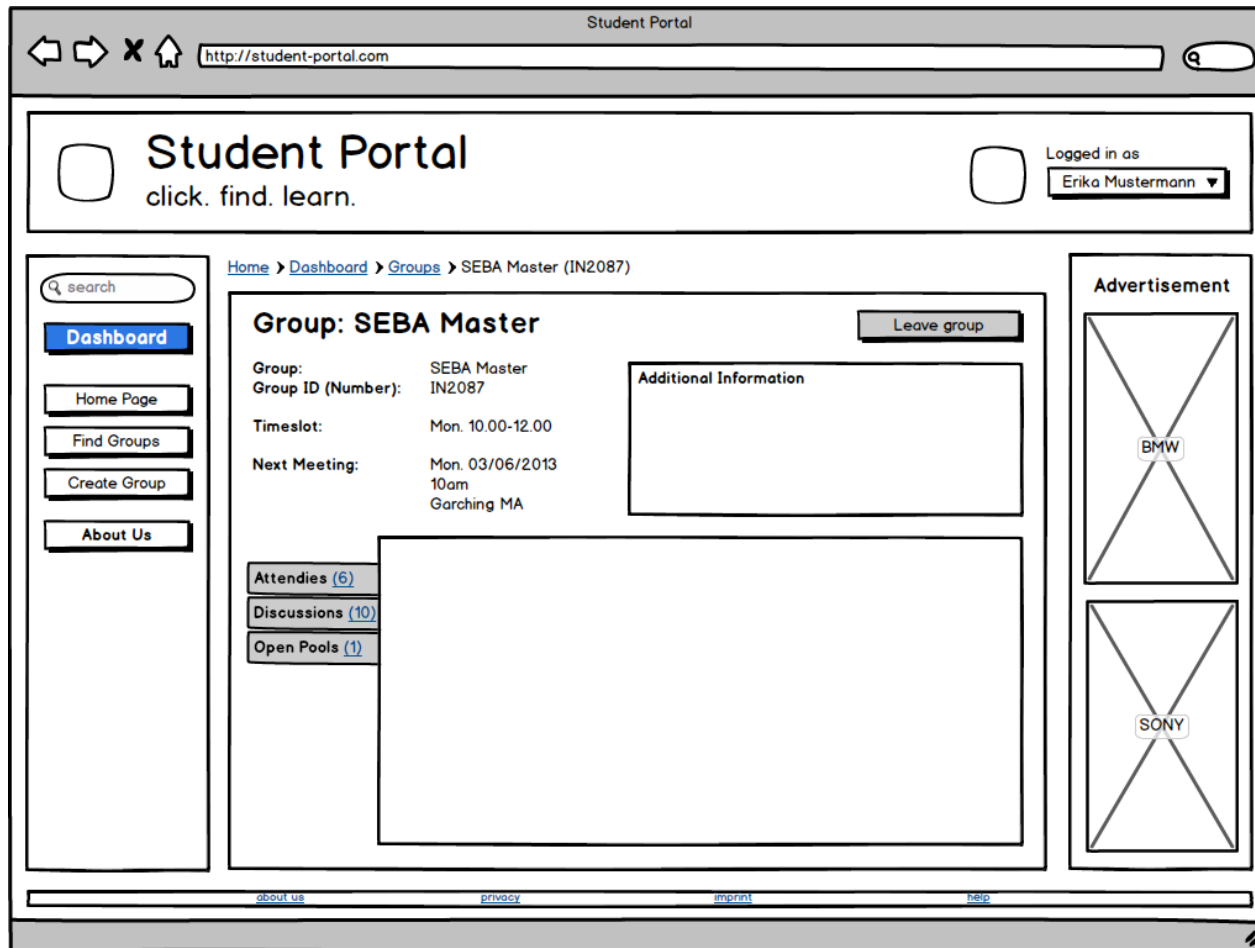 Student Portal
http://student-portal.com
Student Portal
click. find. learn.
Logged in as
Erika Mustermann
search
Dashboard
Home Page
Find Groups
Create Group
About Us
Home > Dashboard > Groups > SEBA Master (IN2087)
Group: SEBA Master
Leave group
Group: SEBA Master
Group ID (Number): IN2087
Timeslot: Mon. 10.00-12.00
Next Meeting: Mon. 03/06/2013
10am
Garching MA
Additional Information
Attendies (6)
Discussions (10)
Open Pools (1)
Advertisement
BMW
SONY
about us privacy imprint help